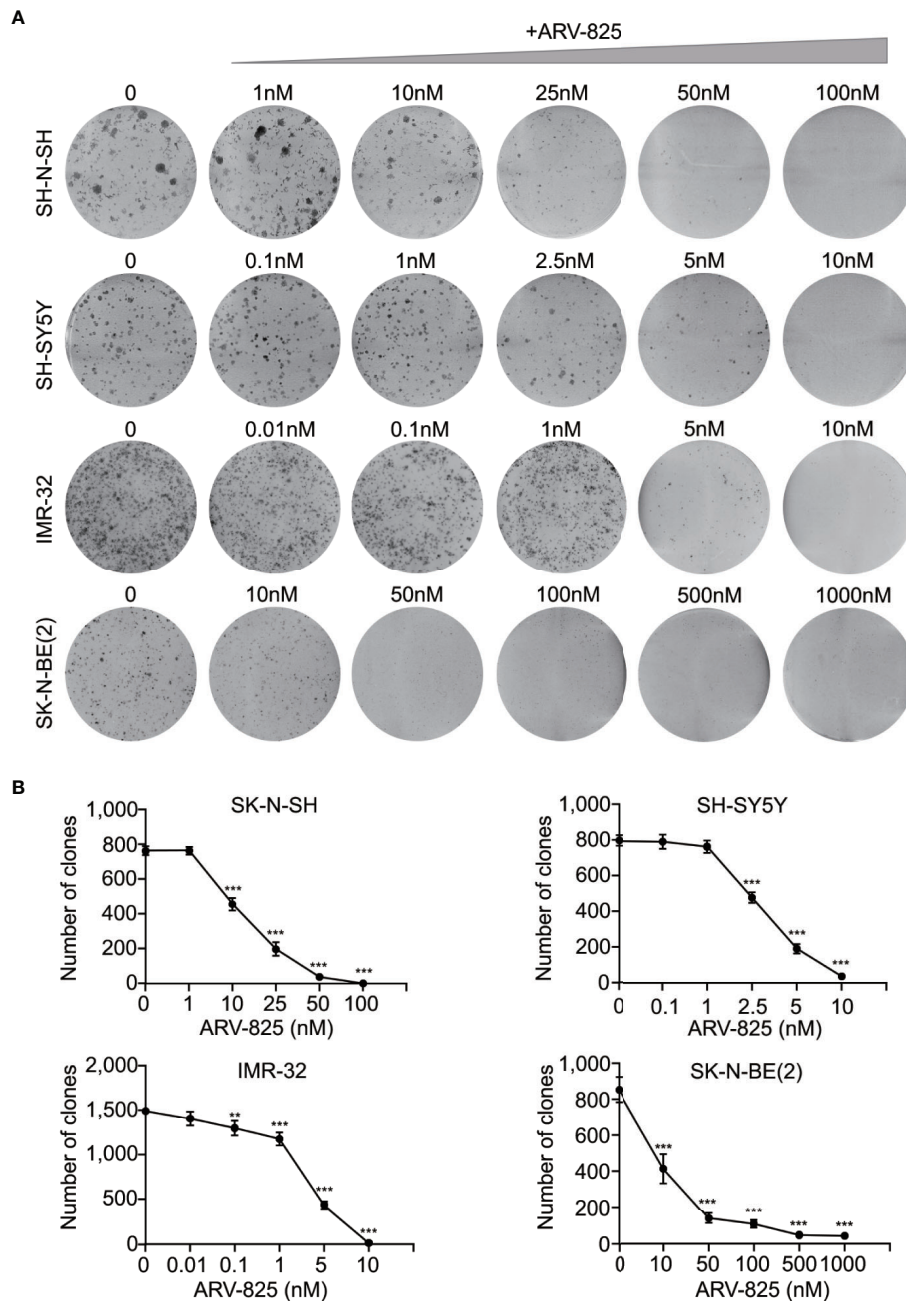 A
+ARV-825
0 1nM 10nM 25nM 50nM 100nM
SH-N-SH
0 0.1nM 1nM 2.5nM 5nM 10nM
SH-SY5Y
0 0.01nM 0.1nM 1nM 5nM 10nM
IMR-32
0 10nM 50nM 100nM 500nM 1000nM
SK-N-BE(2)
B
SK-N-SH
Number of clones
1,000
800
600
400
200
0
*** *** *** ***
0 1 10 25 50 100
ARV-825 (nM)
SH-SY5Y
Number of clones
1,000
800
600
400
200
0
*** *** ***
0 0.1 1 2.5 5 10
ARV-825 (nM)
IMR-32
Number of clones
2,000
1,500
1,000
500
0
** *** *** ***
0 0.01 0.1 1 5 10
ARV-825 (nM)
SK-N-BE(2)
Number of clones
1,000
800
600
400
200
0
*** *** *** *** ***
0 10 50 100 500 1000
ARV-825 (nM)